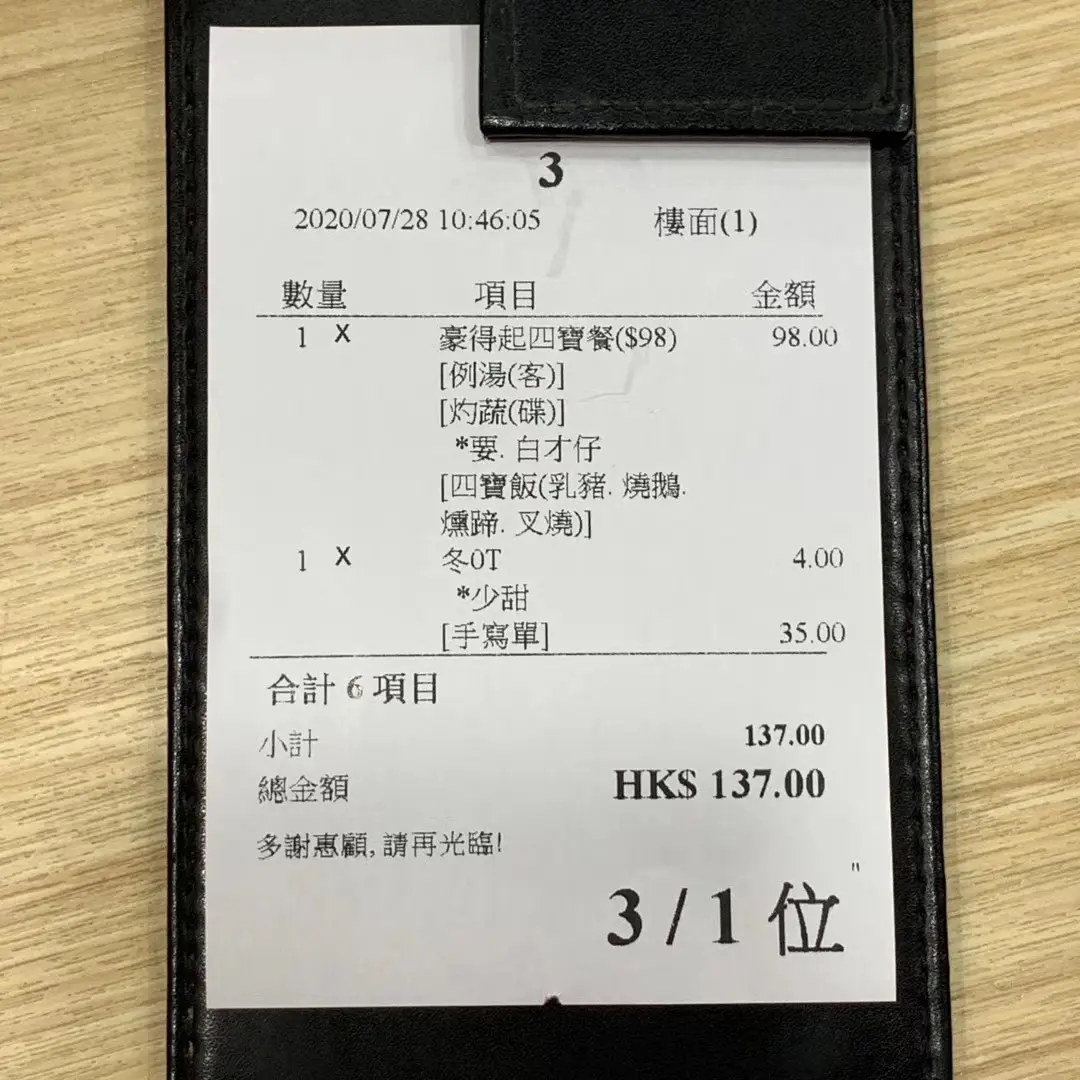 3
2020/07/28 10:46:05 樓面(1)
數量 項目 金額
1 X 豪得起四寶餐($98) 98.00
[例湯(客)]
[灼蔬(碟)]
*要. 白才仔
[四寶飯(乳豬. 燒鵝.
燻蹄. 叉燒)]
1 X 冬0T 4.00
*少甜
[手寫單] 35.00
合計 6 項目
小計 137.00
總金額 HK$ 137.00
多謝惠顧, 請再光臨!
"
3 / 1 位